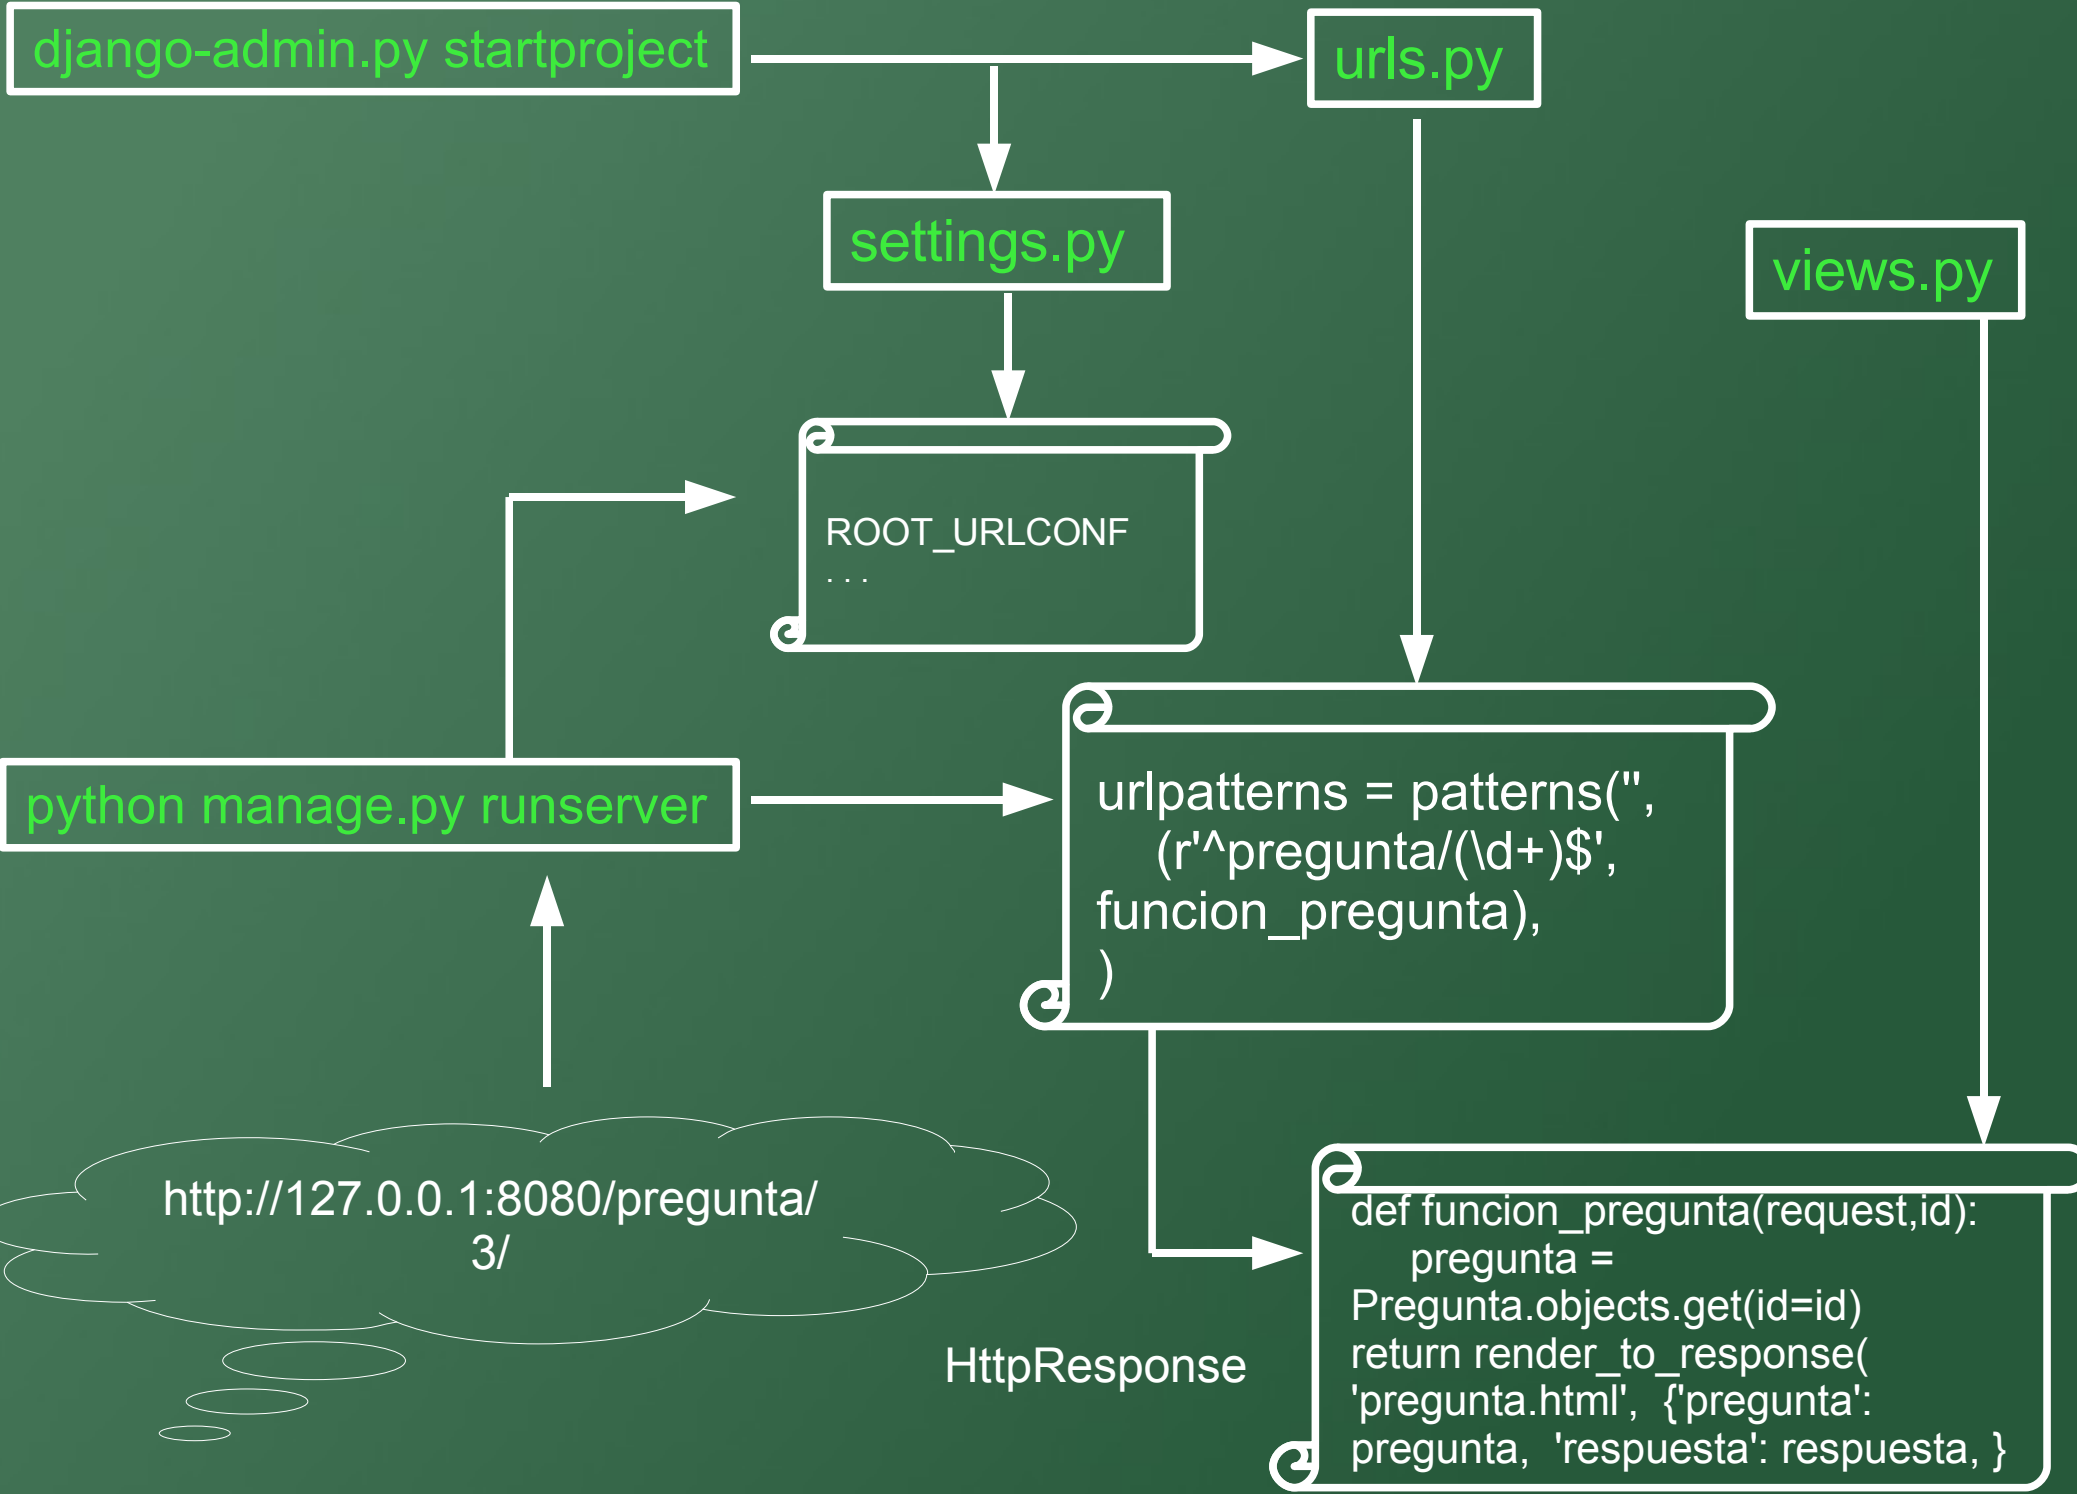 django-admin.py startproject
urls.py
settings.py
views.py
ROOT_URLCONF
. . .
python manage.py runserver
urlpatterns = patterns('',
(r'^pregunta/(\d+)$',
funcion_pregunta),
)
http://127.0.0.1:8080/pregunta/
3/
HttpResponse
def funcion_pregunta(request,id):
pregunta =
Pregunta.objects.get(id=id)
return render_to_response(
'pregunta.html', {'pregunta':
pregunta, 'respuesta': respuesta, }